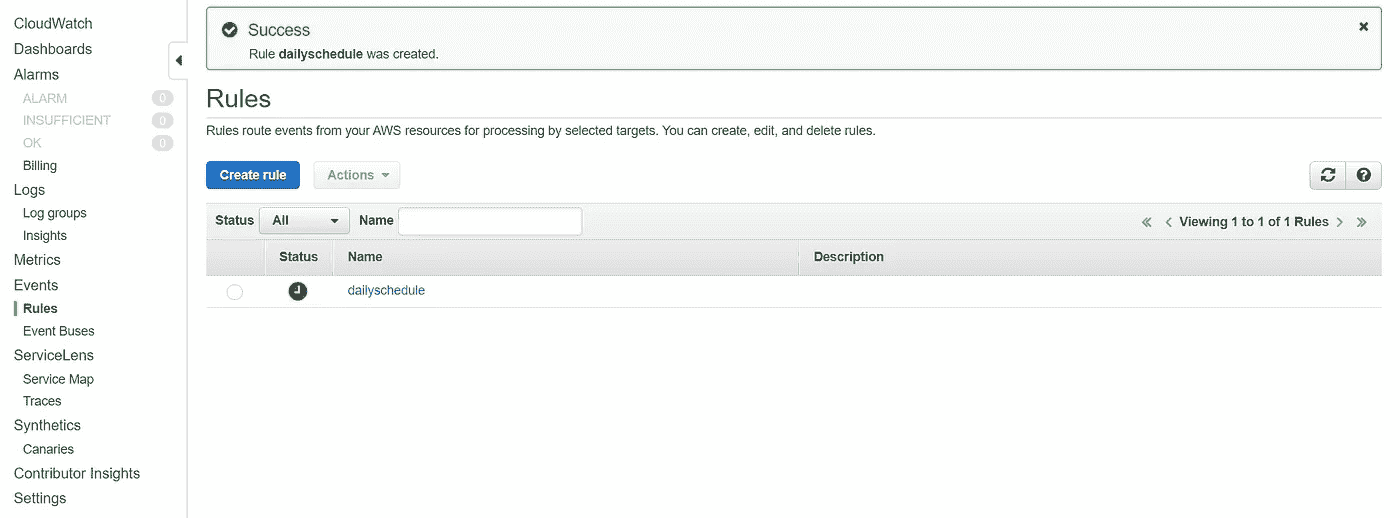 CloudWatch
Dashboards
Alarms
ALARM 0
INSUFFICIENT 0
OK 0
Billing
Logs
Log groups
Insights
Metrics
Events
Rules
Event Buses
ServiceLens
Service Map
Traces
Synthetics
Canaries
Contributor Insights
Settings
Success
Rule dailyschedule was created.
Rules
Rules route events from your AWS resources for processing by selected targets. You can create, edit, and delete rules.
Create rule Actions
Status All Name Viewing 1 to 1 of 1 Rules
Status Name Description
dailyschedule